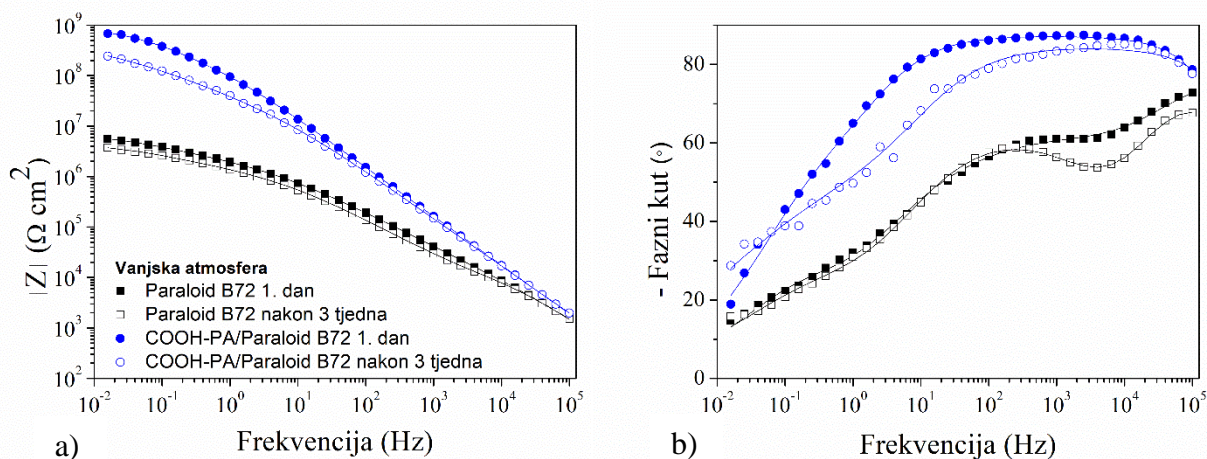 10⁹
10⁸
10⁷
10⁶
10⁵
10⁴
10³
10²
|Z| (Ω cm²)
Vanjska atmosfera
Paraloid B72 1. dan
Paraloid B72 nakon 3 tjedna
COOH-PA/Paraloid B72 1. dan
COOH-PA/Paraloid B72 nakon 3 tjedna
10⁻² 10⁻¹ 10⁰ 10¹ 10² 10³ 10⁴ 10⁵
Frekvencija (Hz)
a)
80
60
40
20
0
- Fazni kut (°)
10⁻² 10⁻¹ 10⁰ 10¹ 10² 10³ 10⁴ 10⁵
Frekvencija (Hz)
b)